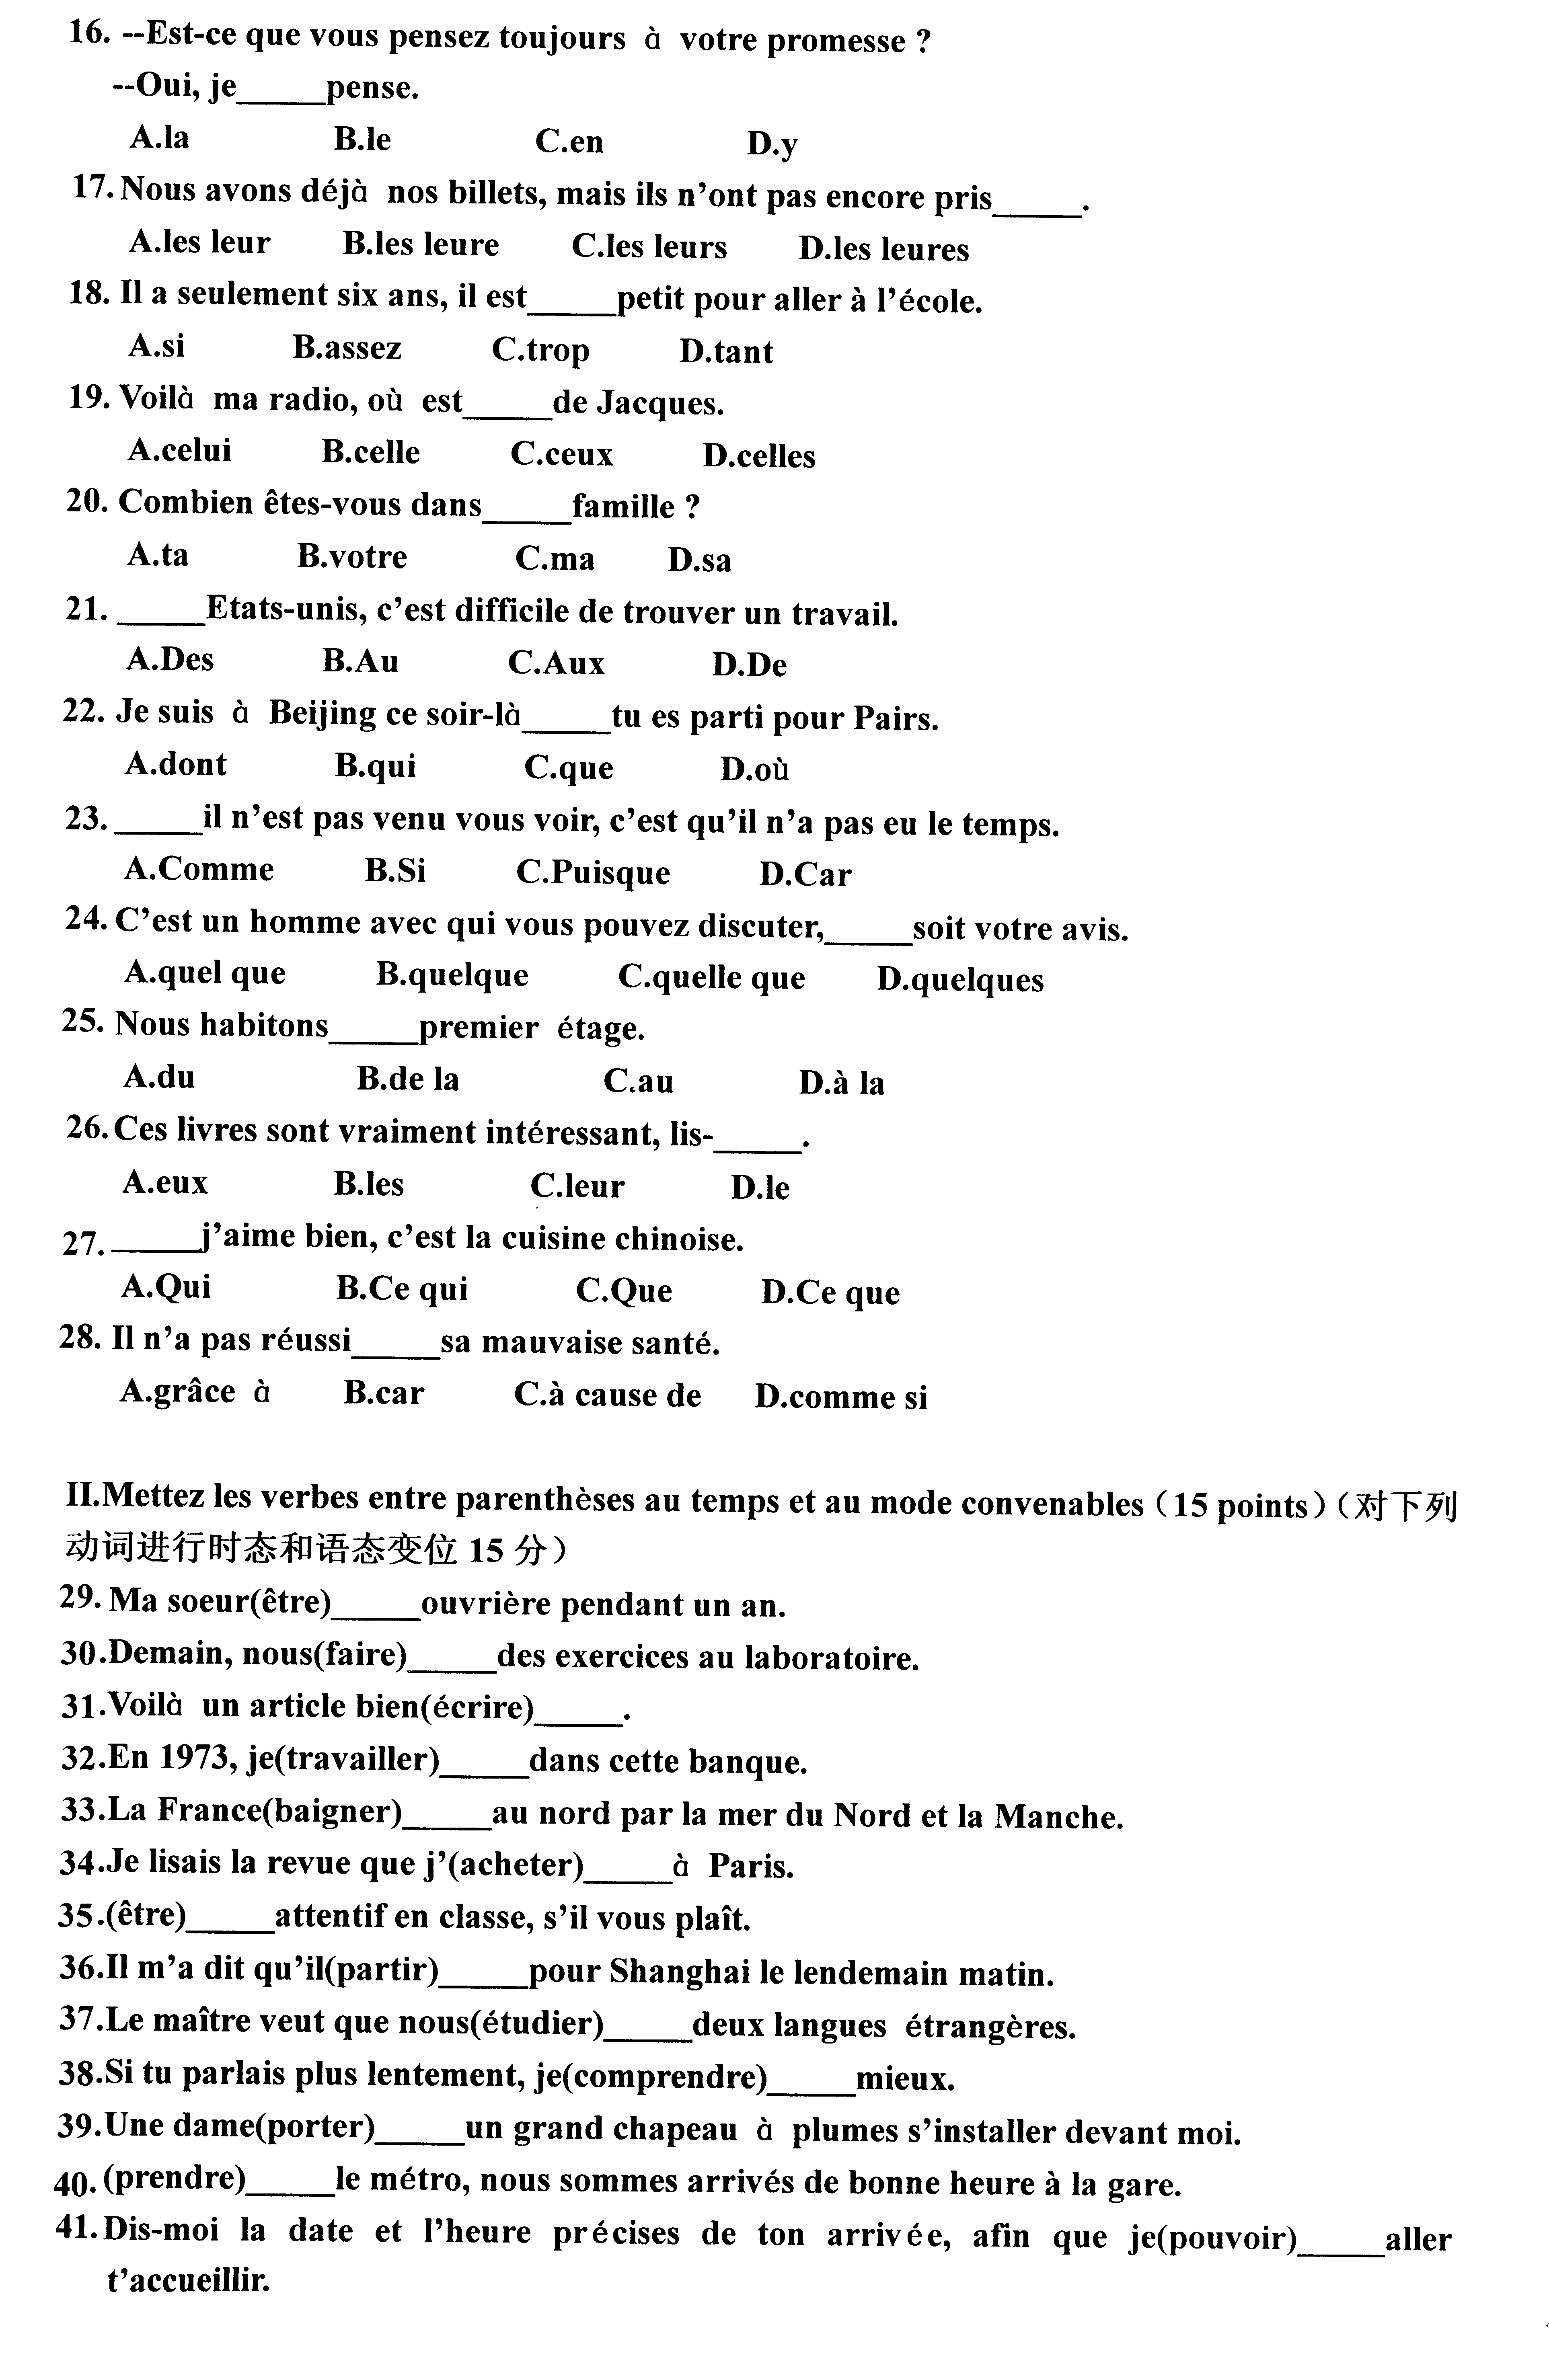 16. --Est-ce que vous pensez toujours à votre promesse ?
--Oui, je_____pense.
A.la B.le C.en D.y
17. Nous avons déjà nos billets, mais ils n'ont pas encore pris_____.
A.les leur B.les leure C.les leurs D.les leures
18. Il a seulement six ans, il est_____petit pour aller à l'école.
A.si B.assez C.trop D.tant
19. Voilà ma radio, où est_____de Jacques.
A.celui B.celle C.ceux D.celles
20. Combien êtes-vous dans_____famille ?
A.ta B.votre C.ma D.sa
21. _____Etats-unis, c'est difficile de trouver un travail.
A.Des B.Au C.Aux D.De
22. Je suis à Beijing ce soir-là_____tu es parti pour Pairs.
A.dont B.qui C.que D.où
23._____il n'est pas venu vous voir, c'est qu'il n'a pas eu le temps.
A.Comme B.Si C.Puisque D.Car
24. C'est un homme avec qui vous pouvez discuter,_____soit votre avis.
A.quel que B.quelque C.quelle que D.quelques
25. Nous habitons_____premier étage.
A.du B.de la C.au D.à la
26. Ces livres sont vraiment intéressant, lis-_____.
A.eux B.les C.leur D.le
27._____j'aime bien, c'est la cuisine chinoise.
A.Qui B.Ce qui C.Que D.Ce que
28. Il n'a pas réussi_____sa mauvaise santé.
A.grâce à B.car C.à cause de D.comme si
II.Mettez les verbes entre parenthèses au temps et au mode convenables（15 points）（对下列
动词进行时态和语态变位 15 分）
29. Ma soeur(être)_____ouvrière pendant un an.
30.Demain, nous(faire)_____des exercices au laboratoire.
31.Voilà un article bien(écrire)_____.
32.En 1973, je(travailler)_____dans cette banque.
33.La France(baigner)_____au nord par la mer du Nord et la Manche.
34.Je lisais la revue que j'(acheter)_____à Paris.
35.(être)_____attentif en classe, s'il vous plaît.
36.Il m'a dit qu'il(partir)_____pour Shanghai le lendemain matin.
37.Le maître veut que nous(étudier)_____deux langues étrangères.
38.Si tu parlais plus lentement, je(comprendre)_____mieux.
39.Une dame(porter)_____un grand chapeau à plumes s'installer devant moi.
40. (prendre)_____le métro, nous sommes arrivés de bonne heure à la gare.
41. Dis-moi la date et l'heure précises de ton arrivée, afin que je(pouvoir)_____aller
t'accueillir.